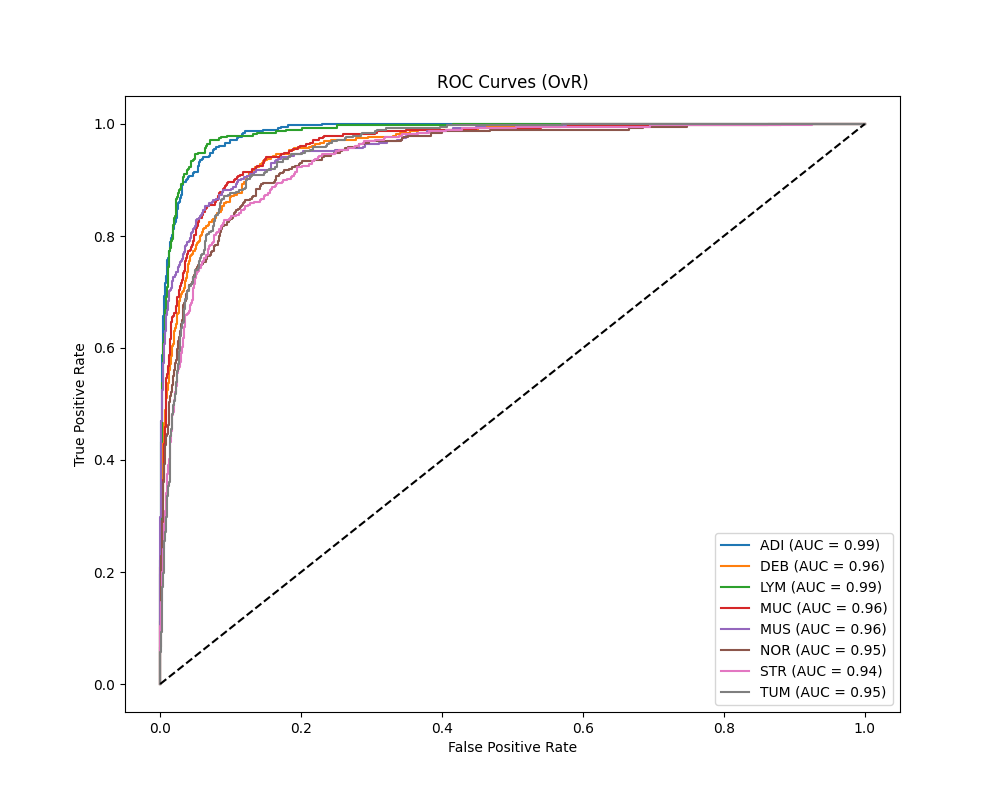 ROC Curves (OvR)
True Positive Rate
1.0
0.8
0.6
0.4
0.2
0.0
ADI (AUC = 0.99)
DEB (AUC = 0.96)
LYM (AUC = 0.99)
MUC (AUC = 0.96)
MUS (AUC = 0.96)
NOR (AUC = 0.95)
STR (AUC = 0.94)
TUM (AUC = 0.95)
0.0 0.2 0.4 0.6 0.8 1.0
False Positive Rate